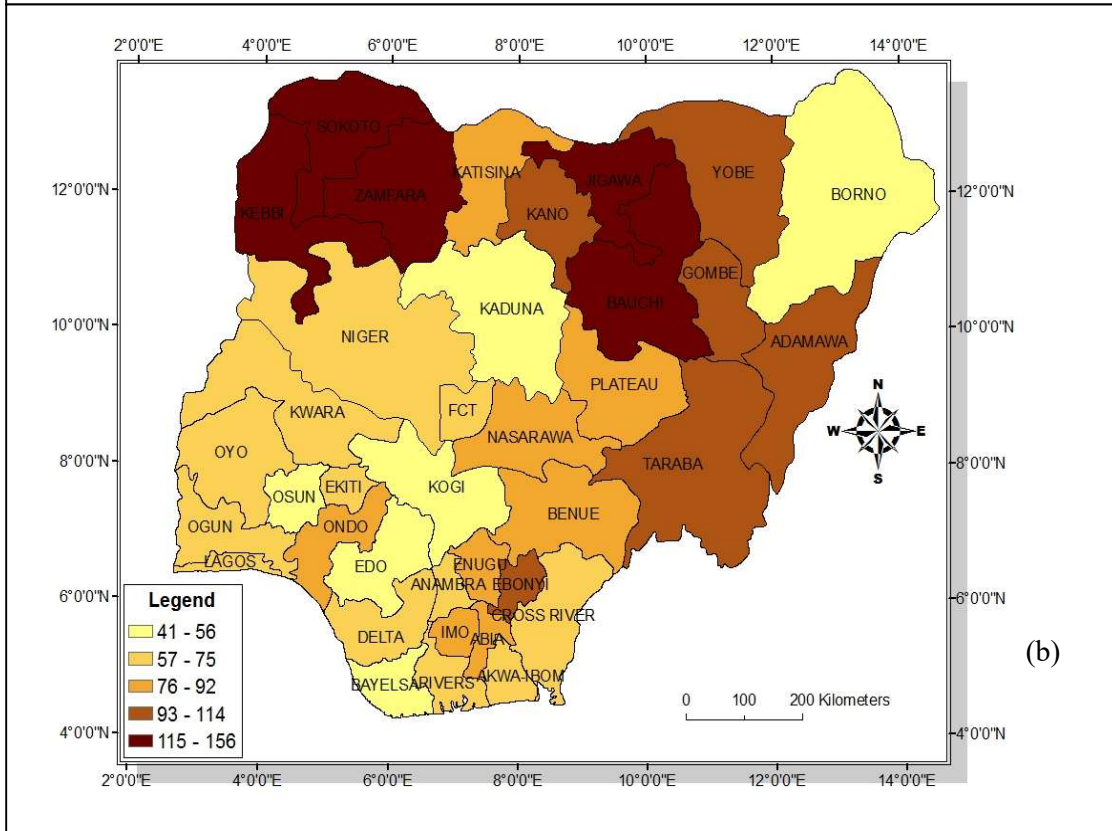 2°0'0"E 4°0'0"E 6°0'0"E 8°0'0"E 10°0'0"E 12°0'0"E 14°0'0"E
SOKOTO
KATISINA
YOBE
12°0'0"N
ZAMFARA
JIGAWA
12°0'0"N
KEBBI
KANO
BORNO
GOMBE
KADUNA
BAUCHI
10°0'0"N
10°0'0"N
NIGER
ADAMAWA
PLATEAU
N
FCT
KWARA
W E
OYO
NASARAWA
8°0'0"N
TARABA
8°0'0"N
S
EKITI
KOGI
OSUN
OGUN
ONDO
BENUE
LAGOS
EDO
ENUGU
ANAMBRA
EBONYI
6°0'0"N
6°0'0"N
Legend
CROSS RIVER
41 - 56
DELTA
IMO
ABIA
57 - 75
(b)
76 - 92
BAYELSA
RIVERS
AKWA-IBOM
93 - 114
0 100 200 Kilometers
115 - 156
4°0'0"N
4°0'0"N
2°0'0"E 4°0'0"E 6°0'0"E 8°0'0"E 10°0'0"E 12°0'0"E 14°0'0"E